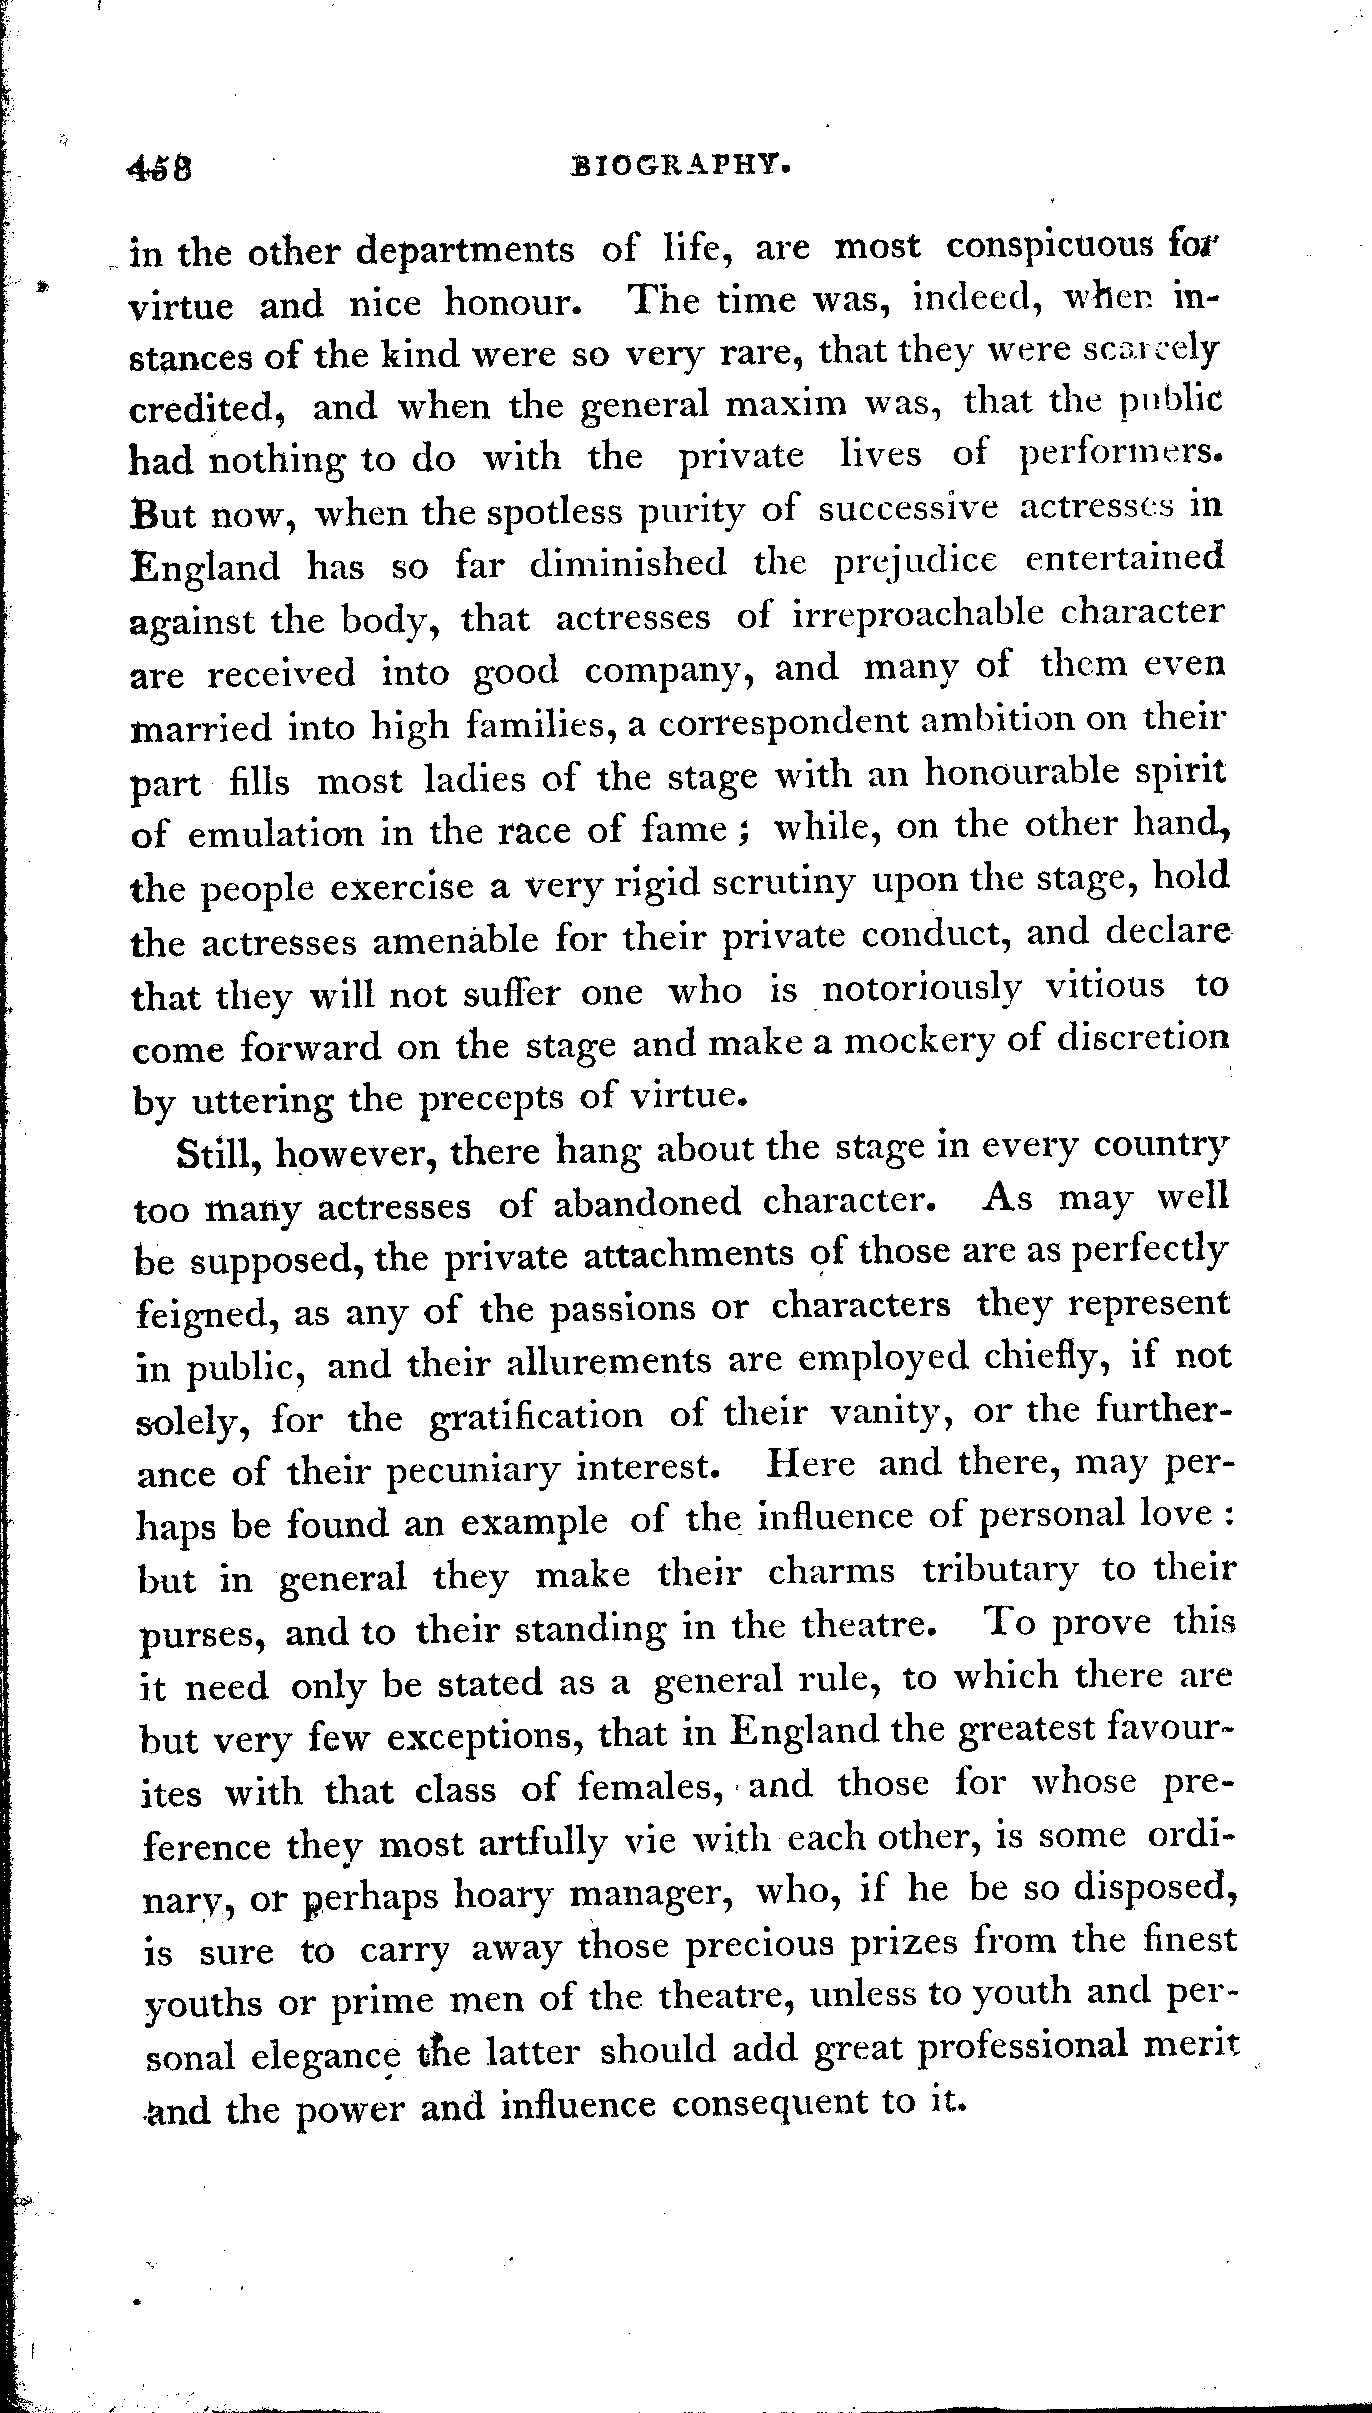 458 BIOGRAPHY.
in the other departments of life, are most conspicuous for
virtue and nice honour. The time was, indeed, when in-
stances of the kind were so very rare, that they were scarcely
credited, and when the general maxim was, that the public
had nothing to do with the private lives of performers.
But now, when the spotless purity of successive actresses in
England has so far diminished the prejudice entertained
against the body, that actresses of irreproachable character
are received into good company, and many of them even
married into high families, a correspondent ambition on their
part fills most ladies of the stage with an honourable spirit
of emulation in the race of fame ; while, on the other hand,
the people exercise a very rigid scrutiny upon the stage, hold
the actresses amenable for their private conduct, and declare
that they will not suffer one who is notoriously vitious to
come forward on the stage and make a mockery of discretion
by uttering the precepts of virtue.
Still, however, there hang about the stage in every country
too many actresses of abandoned character. As may well
be supposed, the private attachments of those are as perfectly
feigned, as any of the passions or characters they represent
in public, and their allurements are employed chiefly, if not
solely, for the gratification of their vanity, or the further-
ance of their pecuniary interest. Here and there, may per-
haps be found an example of the influence of personal love :
but in general they make their charms tributary to their
purses, and to their standing in the theatre. To prove this
it need only be stated as a general rule, to which there are
but very few exceptions, that in England the greatest favour-
ites with that class of females, and those for whose pre-
ference they most artfully vie with each other, is some ordi-
nary, or perhaps hoary manager, who, if he be so disposed,
is sure to carry away those precious prizes from the finest
youths or prime men of the theatre, unless to youth and per-
sonal elegance the latter should add great professional merit
and the power and influence consequent to it.